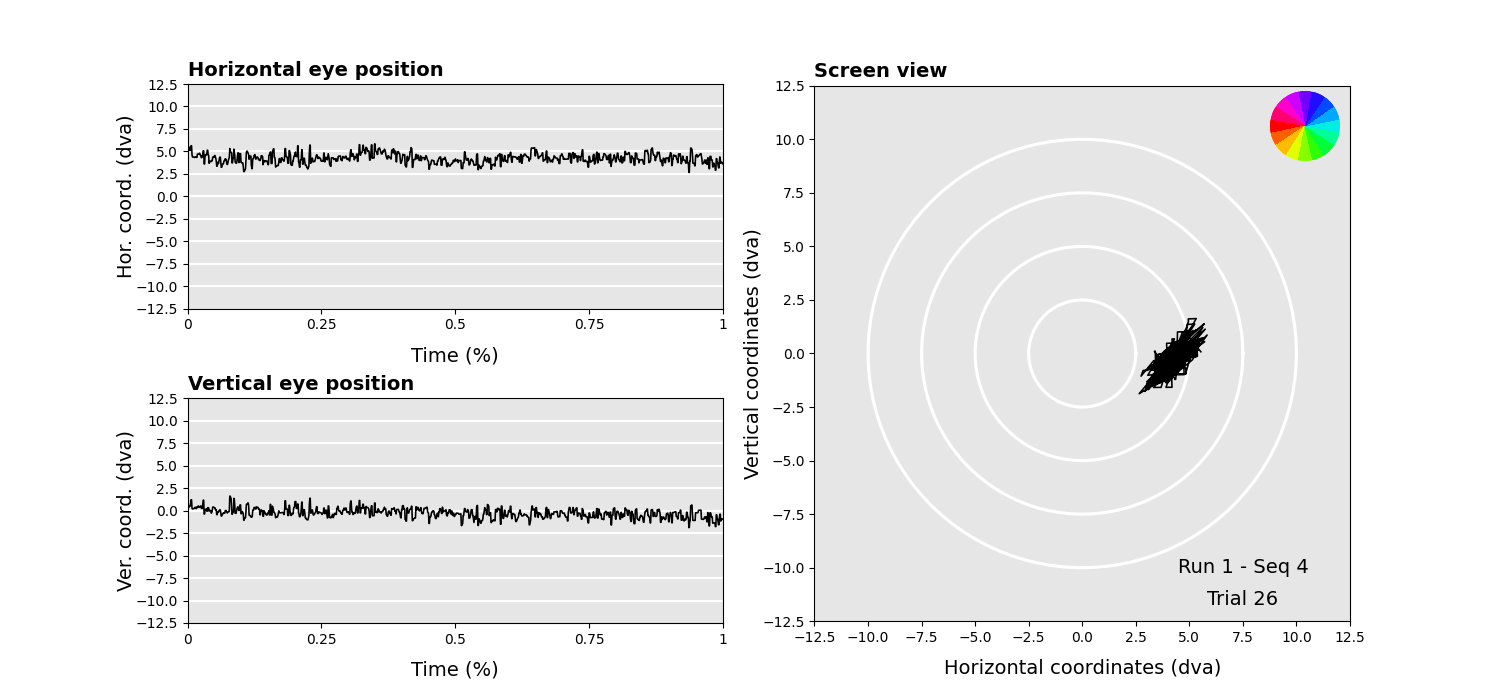 Horizontal eye position
Hor. coord. (dva)
12.5
10.0
7.5
5.0
2.5
0.0
−2.5
−5.0
−7.5
−10.0
−12.5
0 0.25 0.5 0.75 1
Time (%)
Vertical eye position
Ver. coord. (dva)
12.5
10.0
7.5
5.0
2.5
0.0
−2.5
−5.0
−7.5
−10.0
−12.5
0 0.25 0.5 0.75 1
Time (%)
Screen view
Vertical coordinates (dva)
12.5
10.0
7.5
5.0
2.5
0.0
−2.5
−5.0
−7.5
−10.0
−12.5
Run 1 - Seq 4
Trial 26
−12.5 −10.0 −7.5 −5.0 −2.5 0.0 2.5 5.0 7.5 10.0 12.5
Horizontal coordinates (dva)